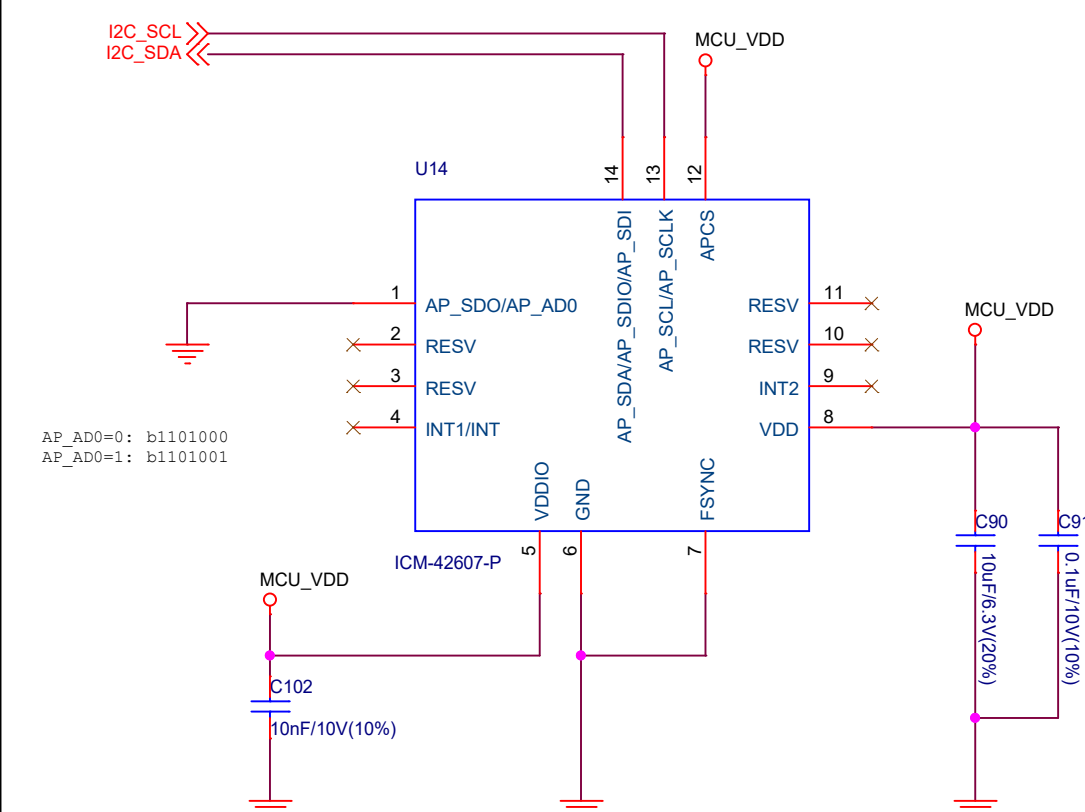 I2C_SCL
I2C_SDA
MCU_VDD
U14
14
13
12
AP_SDA/AP_SDIO/AP_SDI
AP_SCL/AP_SCLK
APCS
1
AP_SDO/AP_AD0
2
RESV
3
RESV
4
INT1/INT
11
RESV
10
RESV
9
INT2
8
VDD
MCU_VDD
AP_AD0=0: b1101000
AP_AD0=1: b1101001
VDDIO
GND
FSYNC
5
6
7
ICM-42607-P
MCU_VDD
C102
10nF/10V(10%)
C90
10uF/6.3V(20%)
C91
0.1uF/10V(10%)